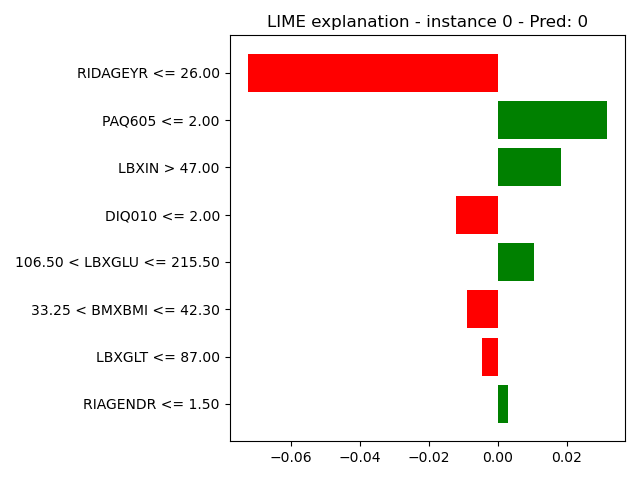 LIME explanation - instance 0 - Pred: 0
RIDAGEYR <= 26.00
PAQ605 <= 2.00
LBXIN > 47.00
DIQ010 <= 2.00
106.50 < LBXGLU <= 215.50
33.25 < BMXBMI <= 42.30
LBXGLT <= 87.00
RIAGENDR <= 1.50
−0.06 −0.04 −0.02 0.00 0.02